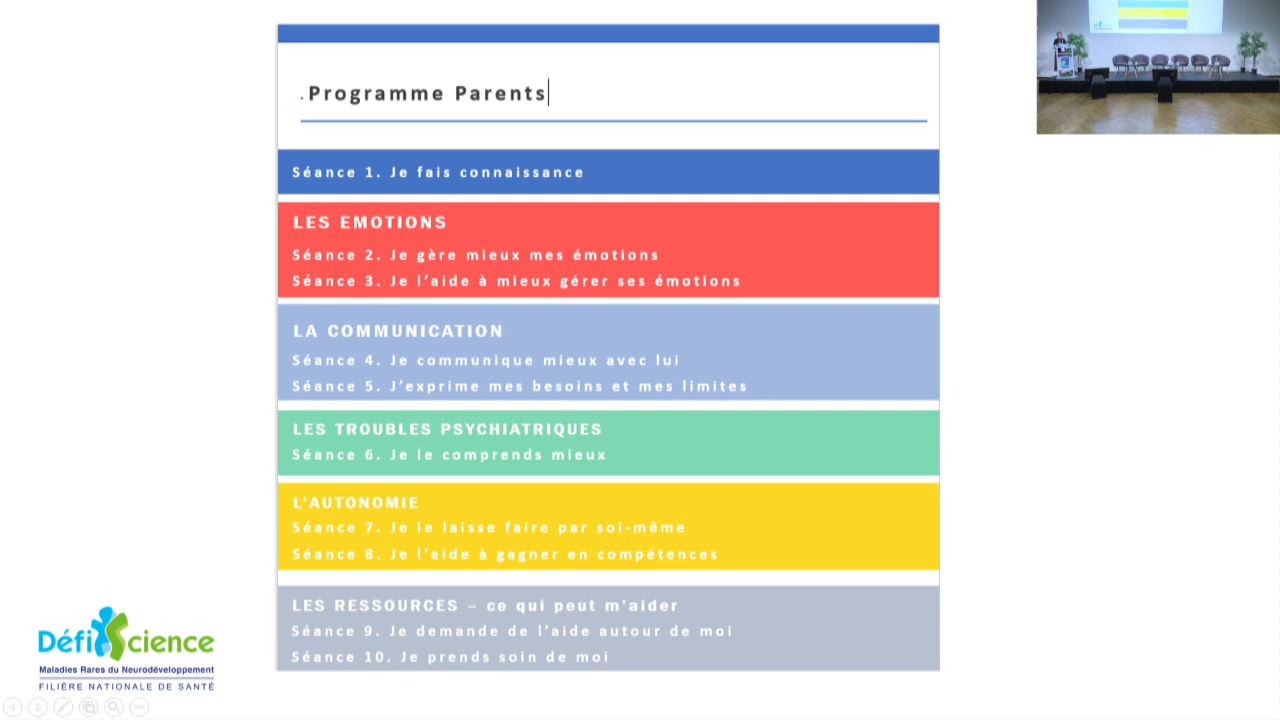 . Programme Parents
Séance 1. Je fais connaissance
LES EMOTIONS
Séance 2. Je gère mieux mes émotions
Séance 3. Je l’aide à mieux gérer ses émotions
LA COMMUNICATION
Séance 4. Je communique mieux avec lui
Séance 5. J’exprime mes besoins et mes limites
LES TROUBLES PSYCHIATRIQUES
Séance 6. Je le comprends mieux
L’AUTONOMIE
Séance 7. Je le laisse faire par soi-même
Séance 8. Je l’aide à gagner en compétences
LES RESSOURCES – ce qui peut m’aider
Séance 9. Je demande de l’aide autour de moi
Séance 10. Je prends soin de moi
Défi Science
Maladies Rares du Neurodéveloppement
FILIÈRE NATIONALE DE SANTÉ